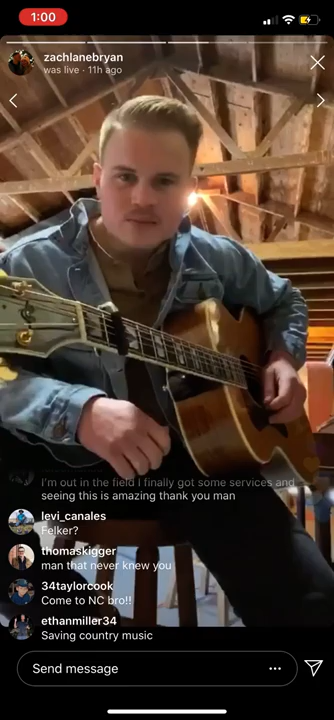 1:00
zachlanebryan
was live · 11h ago
I'm out in the field I finally got some services and
seeing this is amazing thank you man
levi_canales
Felker?
thomaskigger
man that never knew you
34taylorcook
Come to NC bro!!
ethanmiller34
Saving country music
Send message